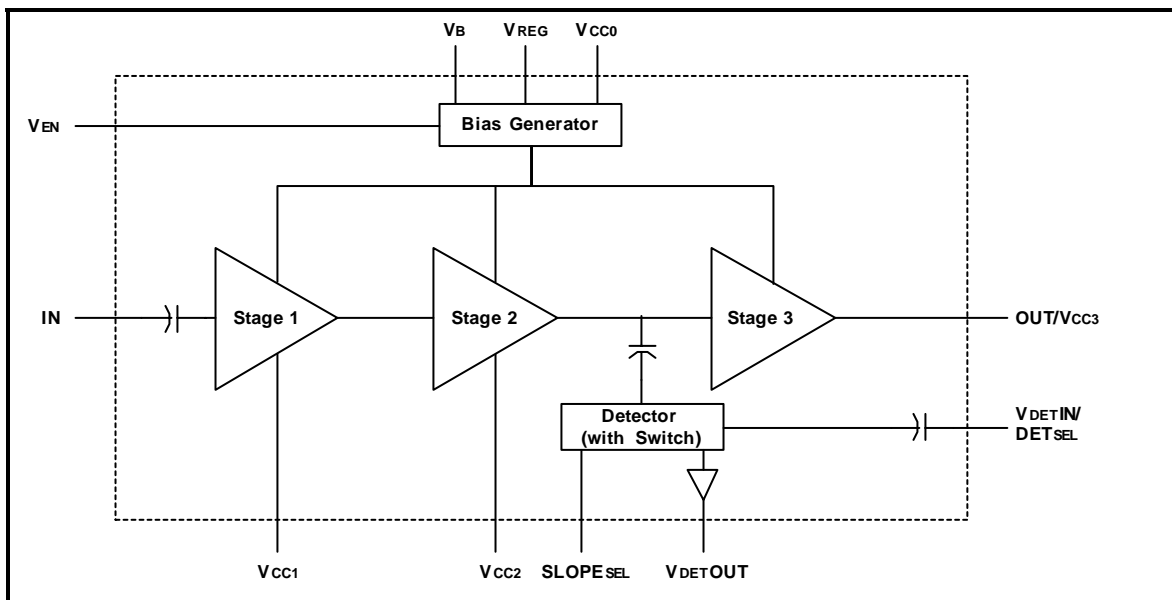 VB VREG VCC0
VEN
Bias Generator
IN
Stage 1
Stage 2
Stage 3
OUT/VCC3
Detector
(with Switch)
VDETIN/
DETSEL
VCC1 VCC2 SLOPESEL VDETOUT